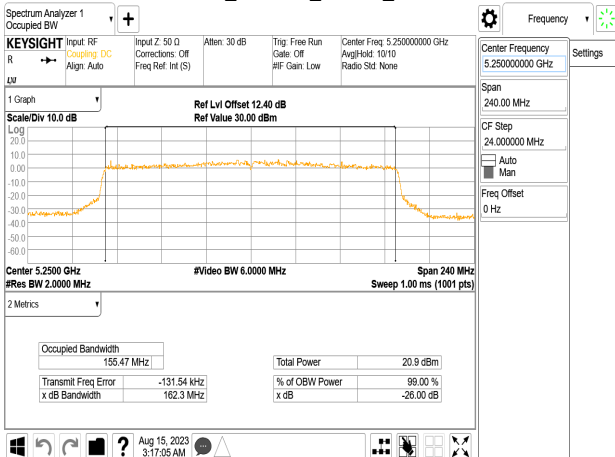 Spectrum Analyzer 1
Occupied BW
Frequency
KEYSIGHT
R
LXI
Input: RF
Coupling: DC
Align: Auto
Input Z: 50 Ω
Corrections: Off
Freq Ref: Int (S)
Atten: 30 dB
Trig: Free Run
Gate: Off
#IF Gain: Low
Center Freq: 5.250000000 GHz
Avg|Hold: 10/10
Radio Std: None
Center Frequency
5.250000000 GHz
Settings
Span
240.00 MHz
CF Step
24.000000 MHz
Auto
Man
Freq Offset
0 Hz
1 Graph
Scale/Div 10.0 dB
Ref Lvl Offset 12.40 dB
Ref Value 30.00 dBm
Log
20.0
10.0
0.00
-10.0
-20.0
-30.0
-40.0
-50.0
-60.0
Center 5.2500 GHz
#Video BW 6.0000 MHz
Span 240 MHz
#Res BW 2.0000 MHz
Sweep 1.00 ms (1001 pts)
2 Metrics
Occupied Bandwidth
155.47 MHz
Total Power 20.9 dBm
Transmit Freq Error -131.54 kHz
% of OBW Power 99.00 %
x dB Bandwidth 162.3 MHz
x dB -26.00 dB
?
Aug 15, 2023
3:17:05 AM